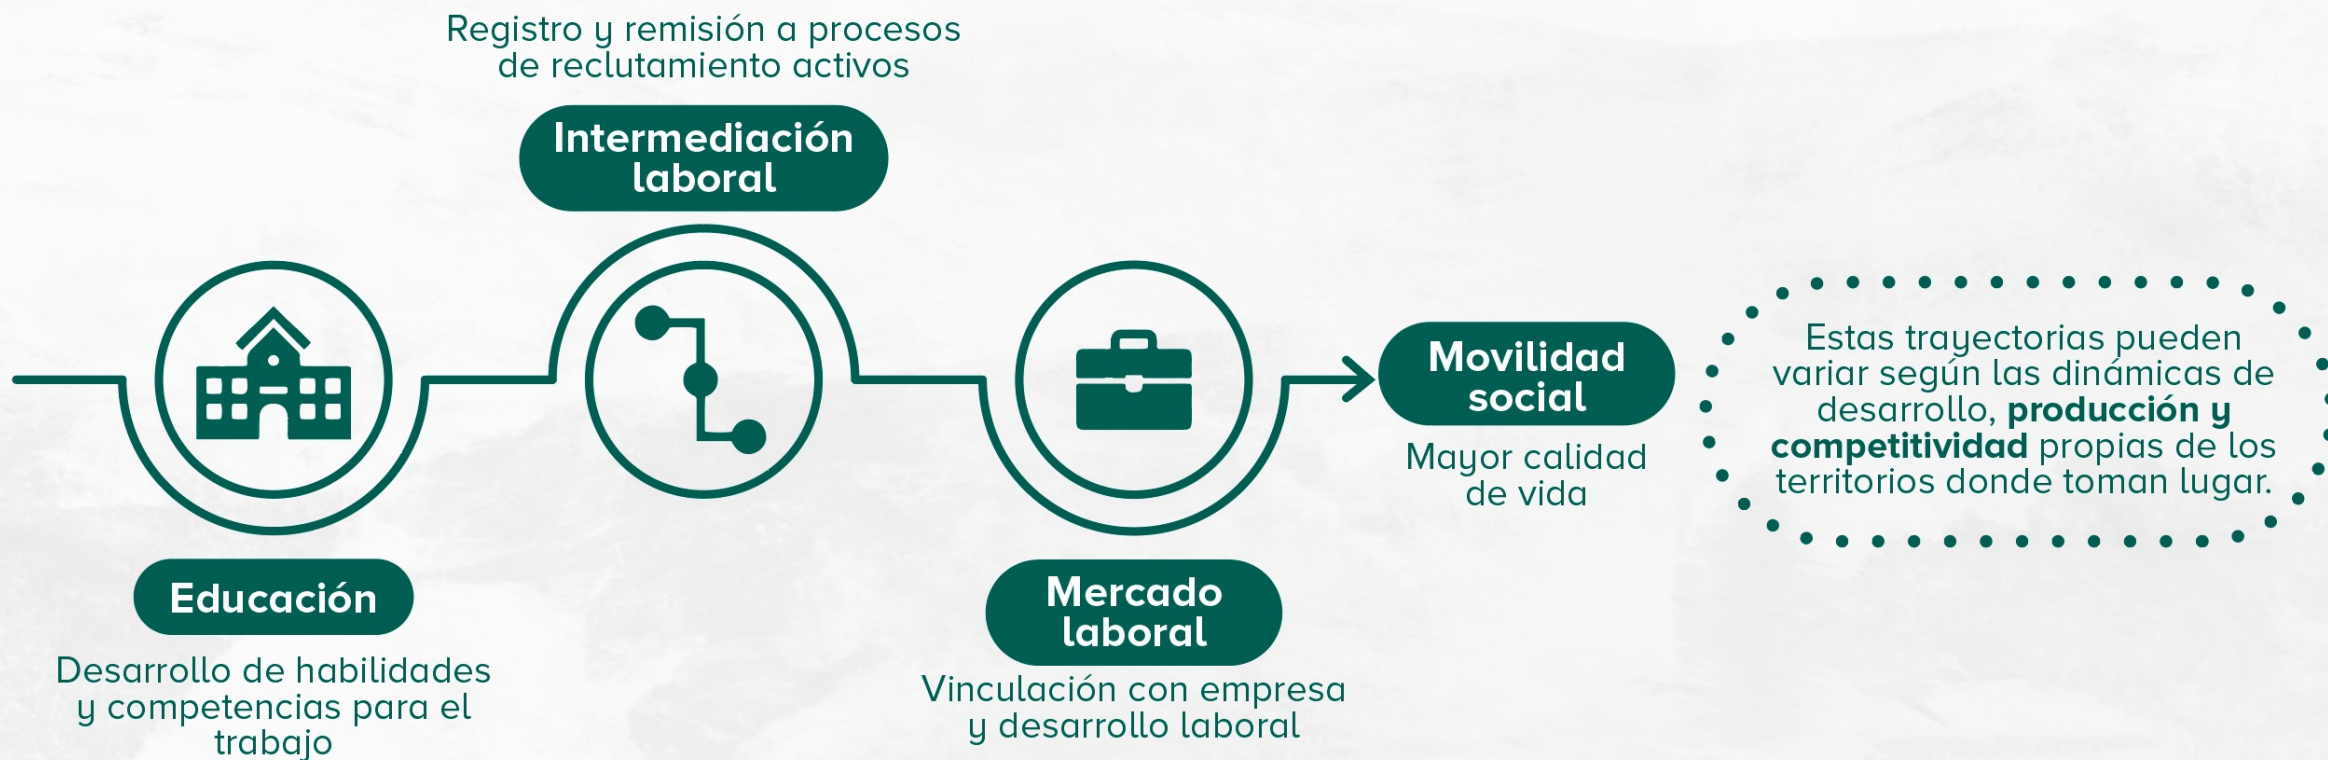 Registro y remisión a procesos
de reclutamiento activos
Intermediación
laboral
Educación
Desarrollo de habilidades
y competencias para el
trabajo
Mercado
laboral
Vinculación con empresa
y desarrollo laboral
Movilidad
social
Mayor calidad
de vida
Estas trayectorias pueden
variar según las dinámicas de
desarrollo, producción y
competitividad propias de los
territorios donde toman lugar.